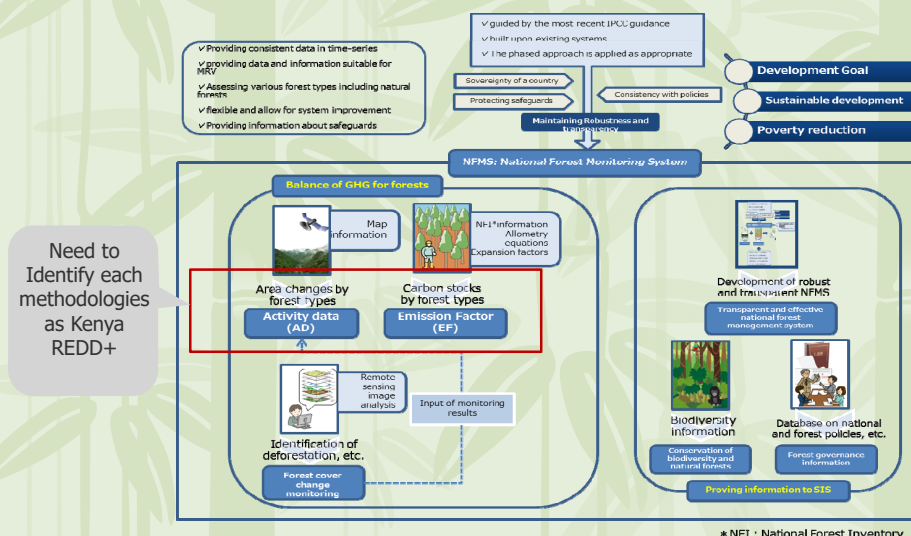 ✓Providing consistent data in time-series
✓providing data and information suitable for
MRV
✓Assessing various forest types including natural
forests
✓flexible and allow for system improvement
✓Providing information about safeguards
✓guided by the most recent IPCC guidance
✓built upon existing systems
✓The phased approach is applied as appropriate
Sovereignty of a country
Protecting safeguards
Consistency with policies
Maintaining Robustness and
transparency
Development Goal
Sustainable development
Poverty reduction
NFMS: National Forest Monitoring System
Balance of GHG for forests
Map
information
NFI*information
Allometry
equations
Expansion factors
Need to
Identify each
methodologies
as Kenya
REDD+
Area changes by
forest types
Carbon stocks
by forest types
Activity data
(AD)
Emission Factor
(EF)
Remote
sensing
image
analysis
Input of monitoring
results
Identification of
deforestation, etc.
Forest cover
change
monitoring
Development of robust
and transparent NFMS
Transparent and effective
national forest
management system
Biodiversity
information
Database on national
and forest policies, etc.
Conservation of
biodiversity and
natural forests
Forest governance
information
Proving information to SIS
*NFI : National Forest Inventory